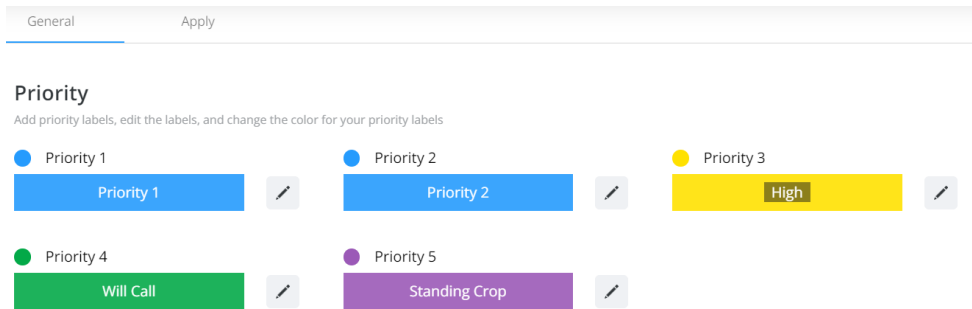 General Apply
Priority
Add priority labels, edit the labels, and change the color for your priority labels
Priority 1 Priority 2 Priority 3
Priority 1 Priority 2 High
Priority 4 Priority 5
Will Call Standing Crop